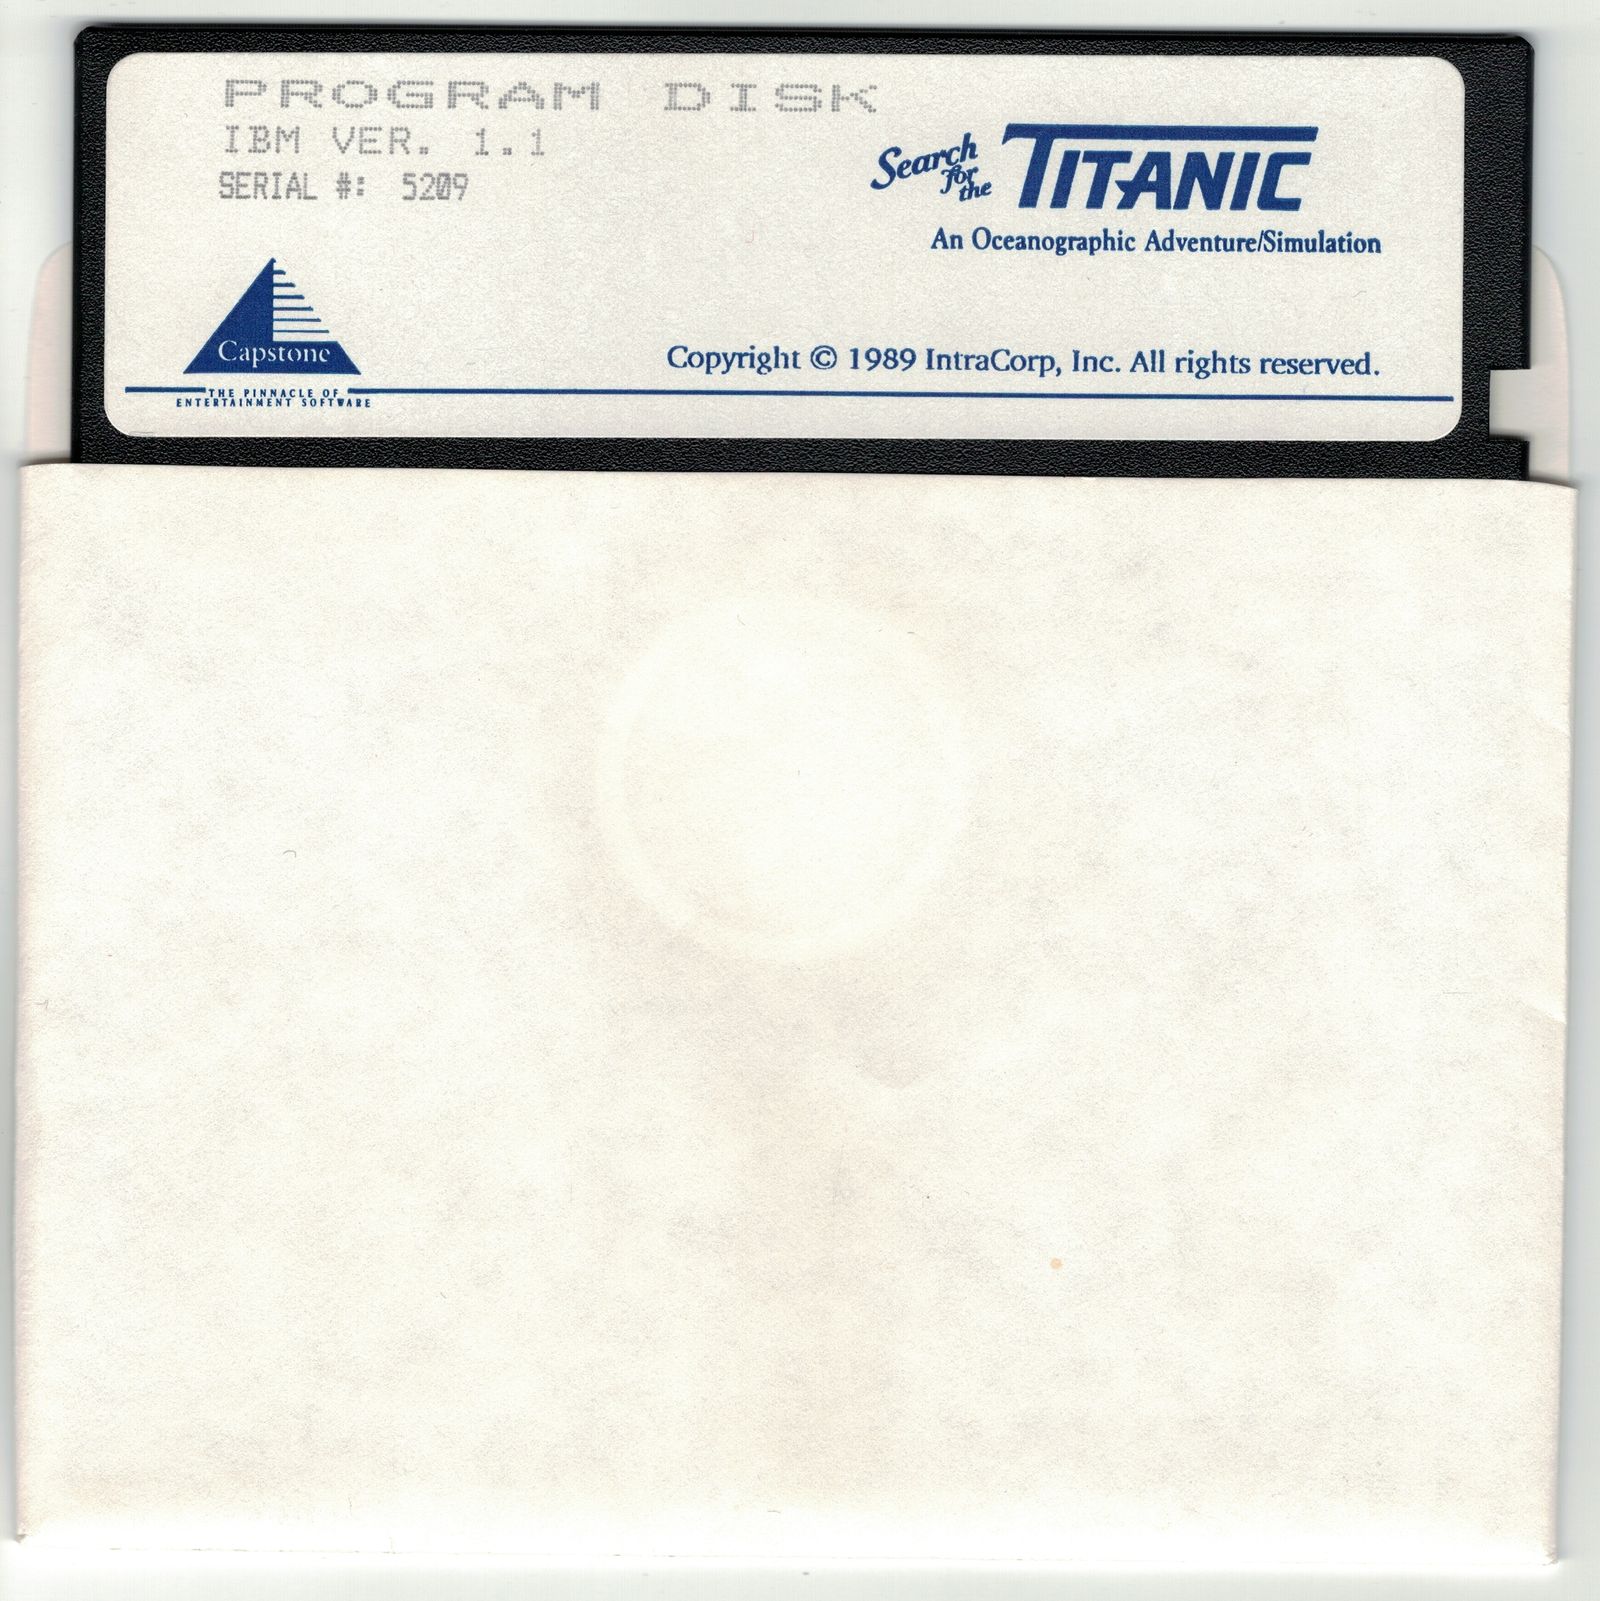 PROGRAM DISK
IBM VER. 1.1
SERIAL #: 5209
Search for the TITANIC
An Oceanographic Adventure/Simulation
Capstone
THE PINNACLE OF
ENTERTAINMENT SOFTWARE
Copyright © 1989 IntraCorp, Inc. All rights reserved.